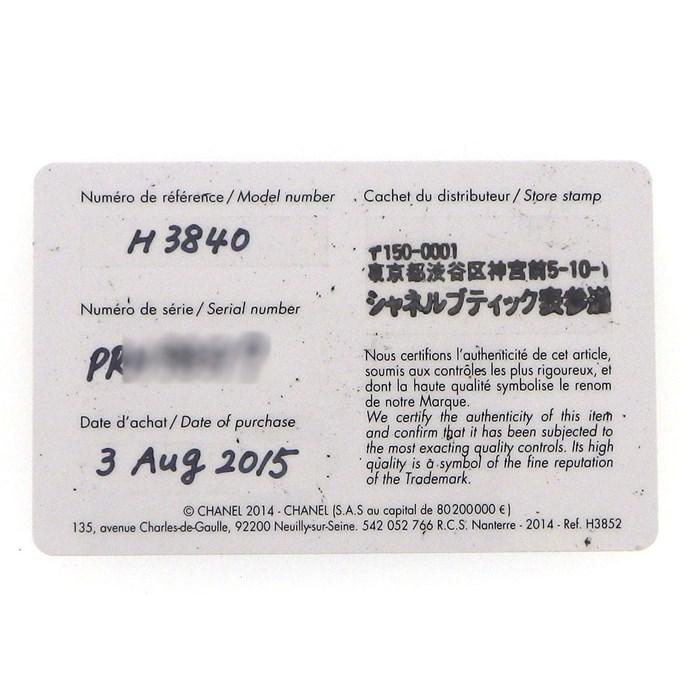 Numéro de référence / Model number
H 3840
Numéro de série / Serial number
PR
Date d'achat / Date of purchase
3 Aug 2015
Cachet du distributeur / Store stamp
〒150-0001
東京都渋谷区神宮前5-10-1
シャネルブティック表参道
Nous certifions l'authenticité de cet article,
soumis aux contrôles les plus rigoureux, et
dont la haute qualité symbolise le renom
de notre Marque.
We certify the authenticity of this item
and confirm that it has been subjected to
the most exacting quality controls. Its high
quality is a symbol of the fine reputation
of the Trademark.
© CHANEL 2014 - CHANEL (S.A.S au capital de 80 200 000 €)
135, avenue Charles-de-Gaulle, 92200 Neuilly-sur-Seine. 542 052 766 R.C.S. Nanterre - 2014 - Ref. H3852